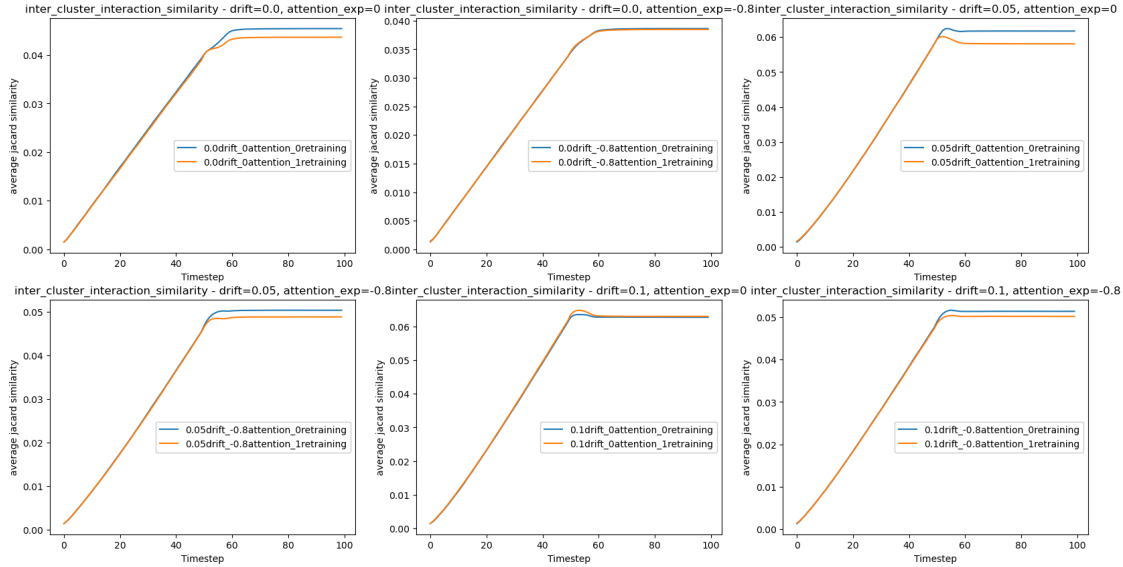 inter_cluster_interaction_similarity - drift=0.0, attention_exp=0
average jacard similarity
0.04
0.03
0.02
0.01
0.00
0.0drift_0attention_0retraining
0.0drift_0attention_1retraining
0 20 40 60 80 100
Timestep
inter_cluster_interaction_similarity - drift=0.0, attention_exp=-0.8
average jacard similarity
0.040
0.035
0.030
0.025
0.020
0.015
0.010
0.005
0.000
0.0drift_-0.8attention_0retraining
0.0drift_-0.8attention_1retraining
0 20 40 60 80 100
Timestep
inter_cluster_interaction_similarity - drift=0.05, attention_exp=0
average jacard similarity
0.06
0.05
0.04
0.03
0.02
0.01
0.00
0.05drift_0attention_0retraining
0.05drift_0attention_1retraining
0 20 40 60 80 100
Timestep
inter_cluster_interaction_similarity - drift=0.05, attention_exp=-0.8
average jacard similarity
0.05
0.04
0.03
0.02
0.01
0.00
0.05drift_-0.8attention_0retraining
0.05drift_-0.8attention_1retraining
0 20 40 60 80 100
Timestep
inter_cluster_interaction_similarity - drift=0.1, attention_exp=0
average jacard similarity
0.06
0.05
0.04
0.03
0.02
0.01
0.00
0.1drift_0attention_0retraining
0.1drift_0attention_1retraining
0 20 40 60 80 100
Timestep
inter_cluster_interaction_similarity - drift=0.1, attention_exp=-0.8
average jacard similarity
0.05
0.04
0.03
0.02
0.01
0.00
0.1drift_-0.8attention_0retraining
0.1drift_-0.8attention_1retraining
0 20 40 60 80 100
Timestep